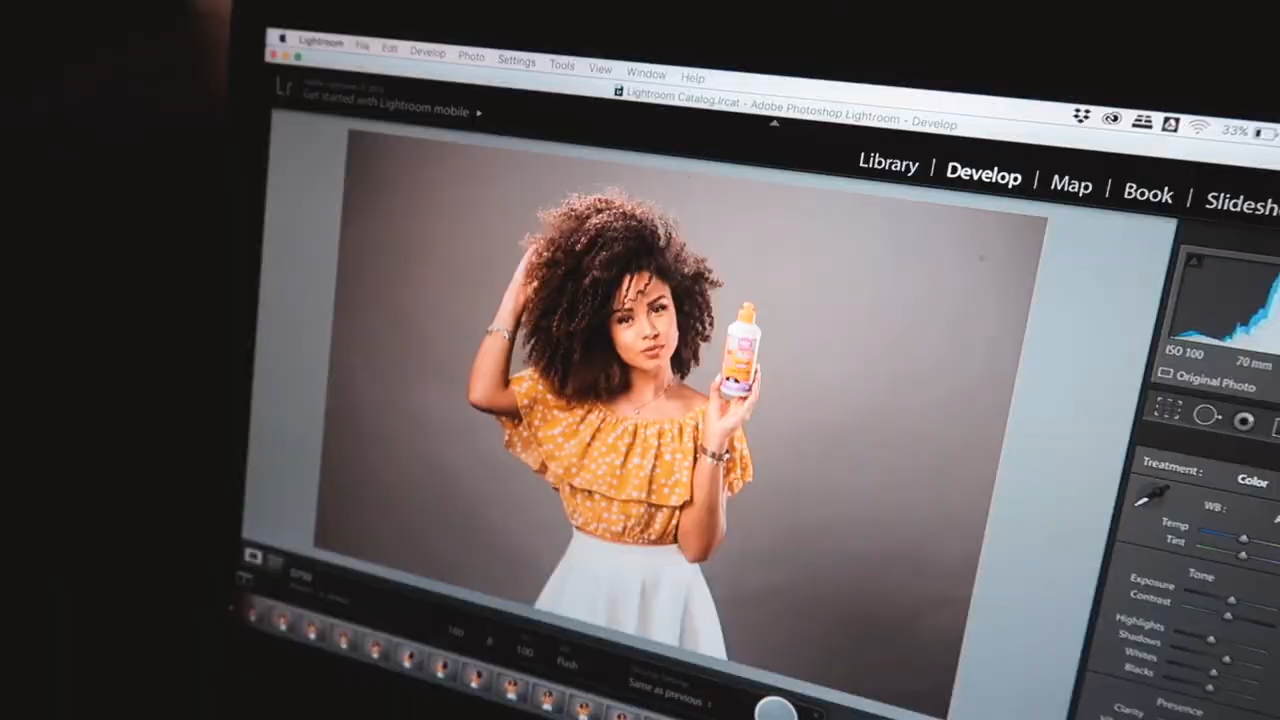 Lightroom File Edit Develop Photo Settings Tools View Window Help
Lightroom Catalog.lrcat - Adobe Photoshop Lightroom - Develop
33%
Lr
Get started with Lightroom mobile
Library | Develop | Map | Book | Slidesh
ISO 100 70 mm
Original Photo
Treatment : Color
WB :
Temp
Tint
Tone
Exposure
Contrast
Highlights
Shadows
Whites
Blacks
Presence
Clarity
100
Flash
Same as previous